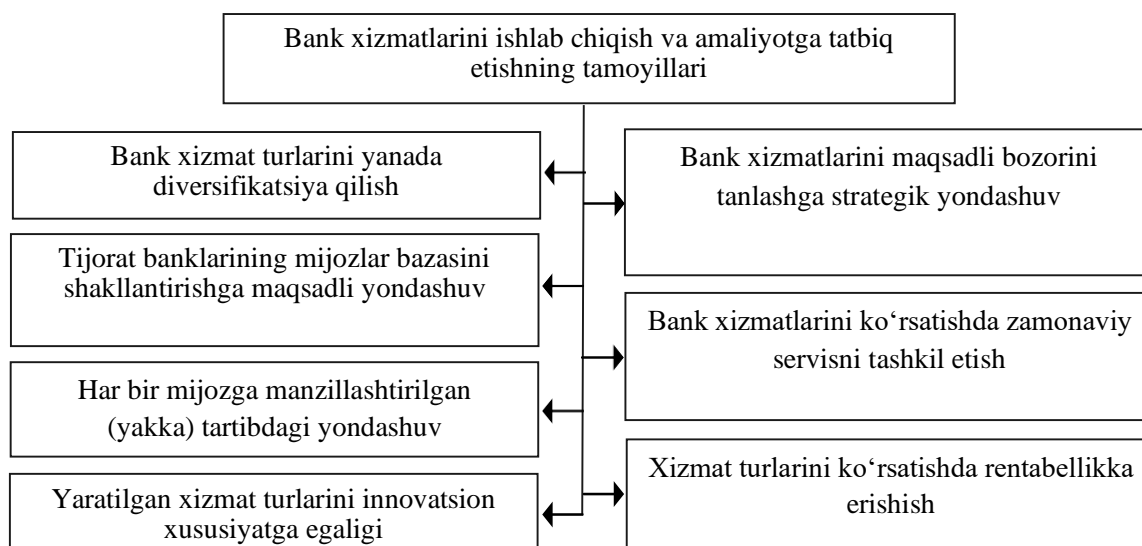 Bank xizmatlarini ishlab chiqish va amaliyotga tatbiq
etishning tamoyillari
Bank xizmat turlarini yanada
diversifikatsiya qilish
Bank xizmatlarini maqsadli bozorini
tanlashga strategik yondashuv
Tijorat banklarining mijozlar bazasini
shakllantirishga maqsadli yondashuv
Bank xizmatlarini ko‘rsatishda zamonaviy
servisni tashkil etish
Har bir mijozga manzillashtirilgan
(yakka) tartibdagi yondashuv
Xizmat turlarini ko‘rsatishda rentabellikka
erishish
Yaratilgan xizmat turlarini innovatsion
xususiyatga egaligi